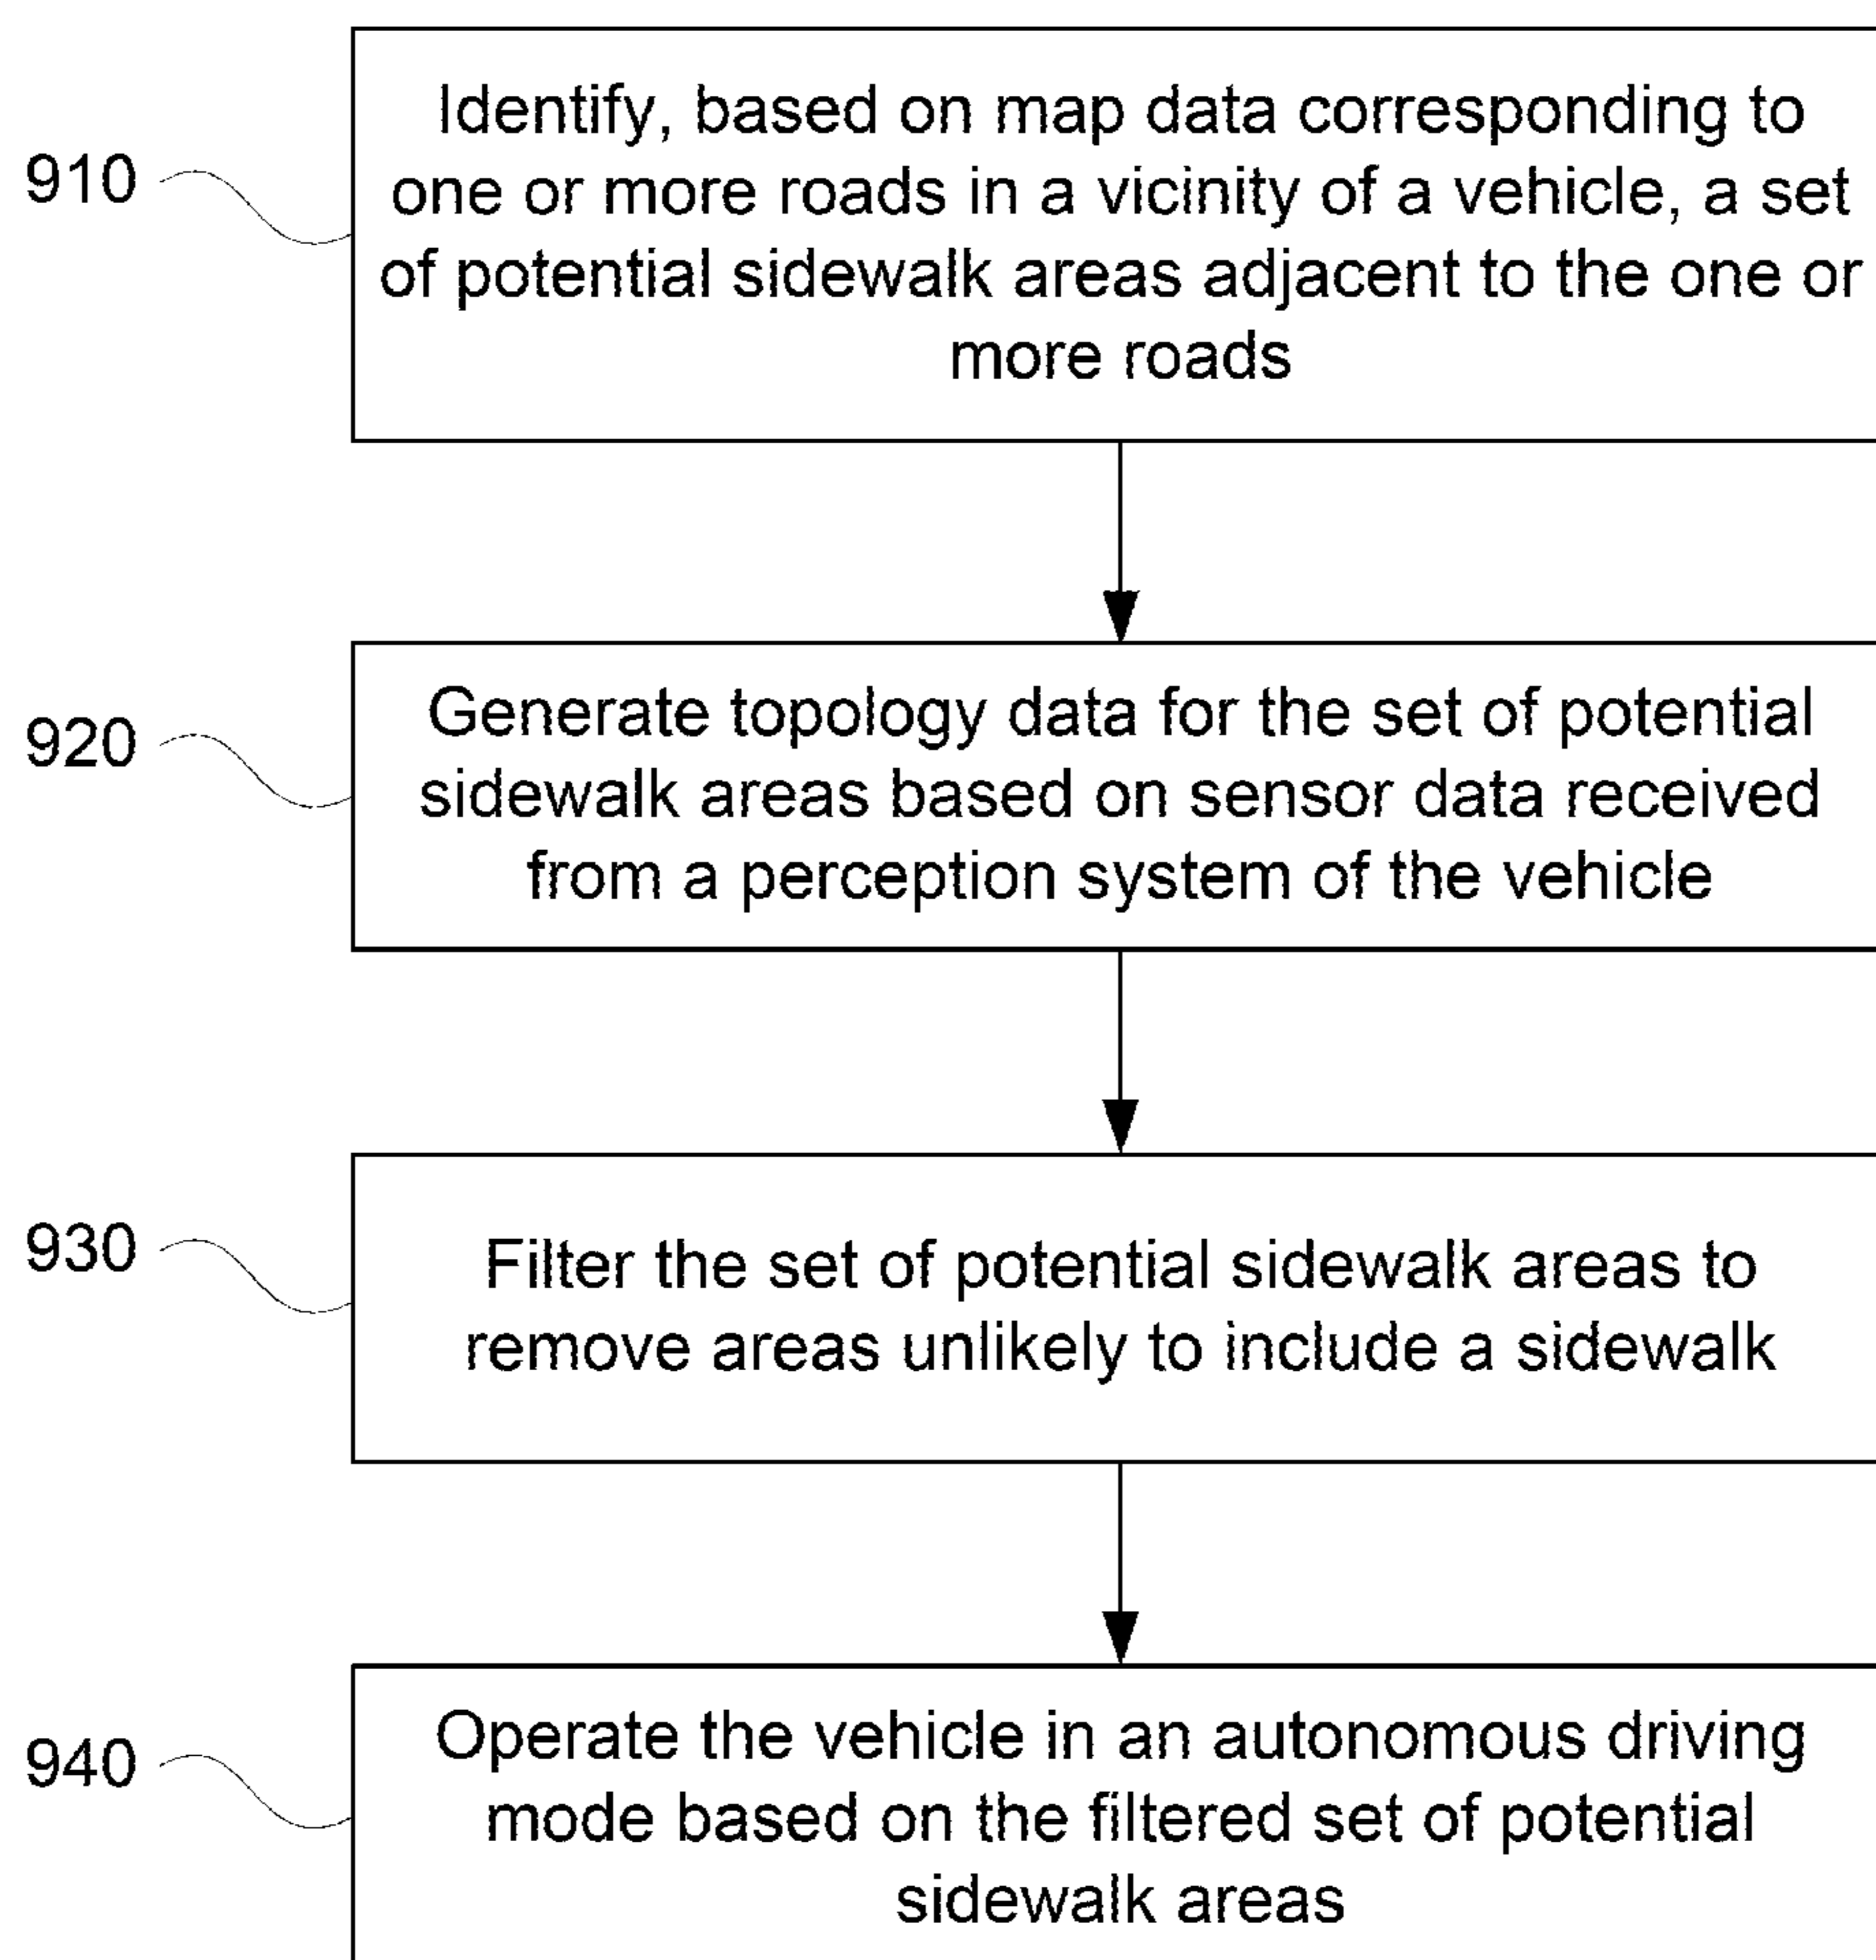 910
Identify, based on map data corresponding to
one or more roads in a vicinity of a vehicle, a set
of potential sidewalk areas adjacent to the one or
more roads
920
Generate topology data for the set of potential
sidewalk areas based on sensor data received
from a perception system of the vehicle
930
Filter the set of potential sidewalk areas to
remove areas unlikely to include a sidewalk
940
Operate the vehicle in an autonomous driving
mode based on the filtered set of potential
sidewalk areas